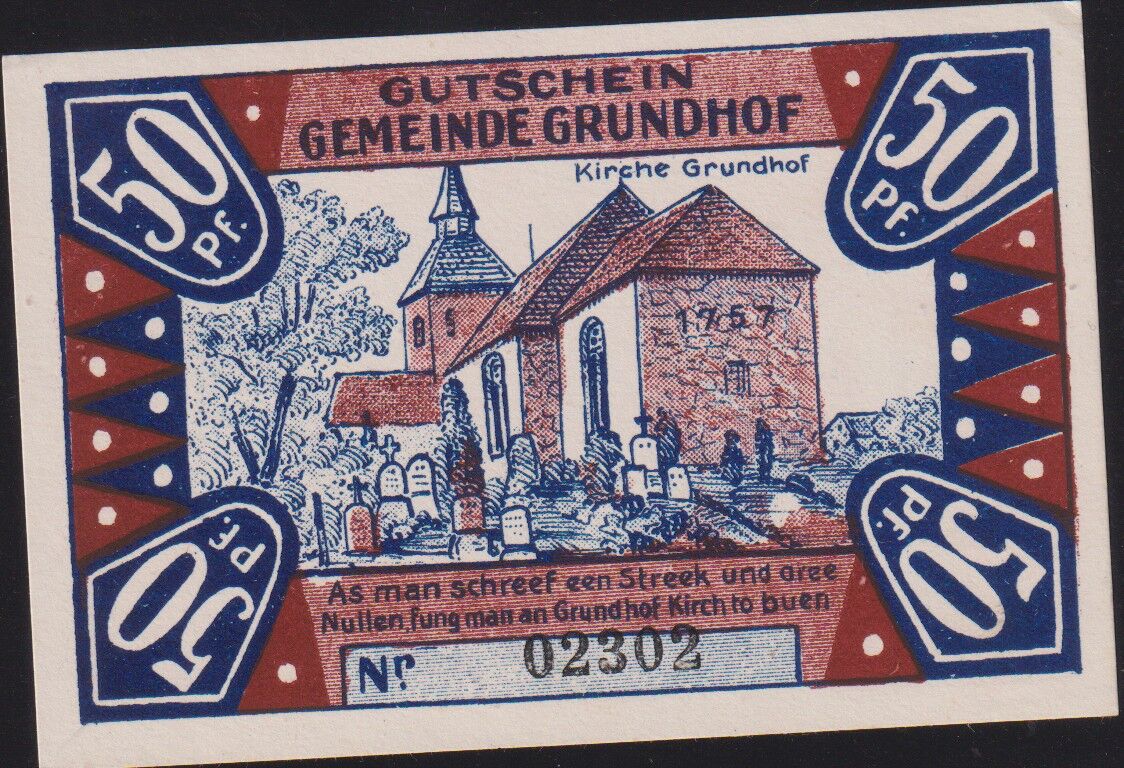 GUTSCHEIN
GEMEINDE GRUNDHOF
Kirche Grundhof
50 Pf.
50 Pf.
1757
As man schreef een Streek und dree
Nullen, fung man an Grundhof Kirch to buen
Nr. 02302
50 Pf.
50 Pf.